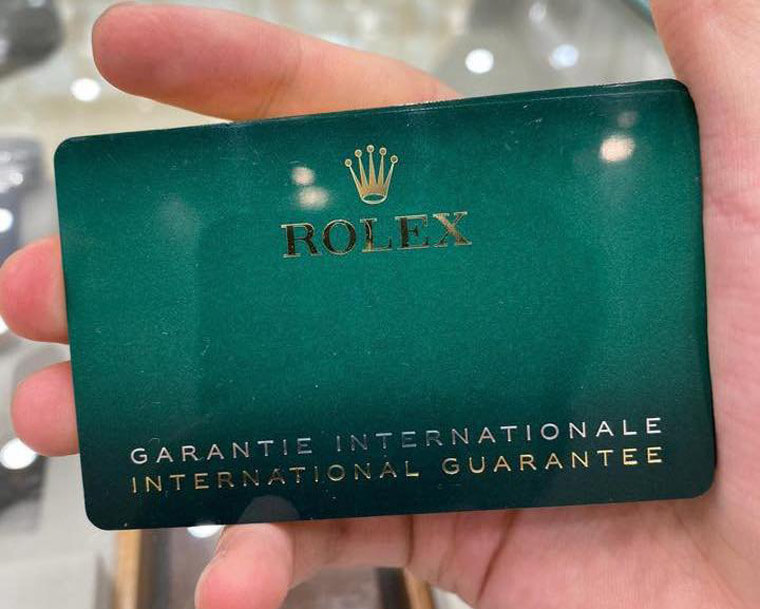 ROLEX
GARANTIE INTERNATIONALE
INTERNATIONAL GUARANTEE